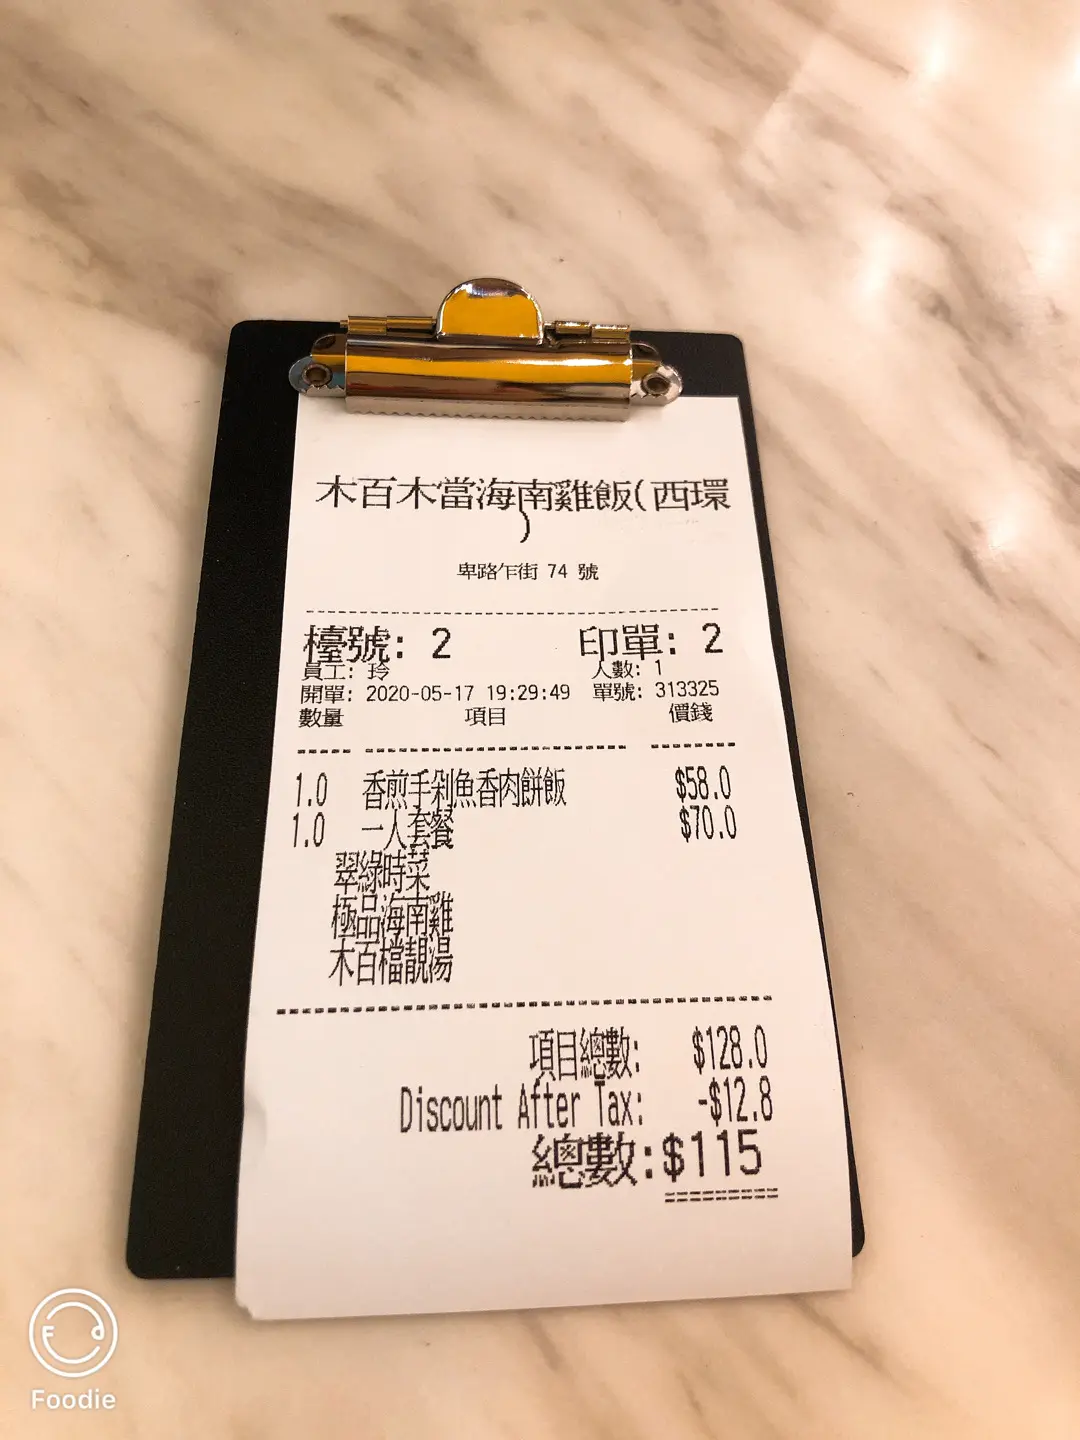 木百木當海南雞飯(西環
)
卑路乍街 74 號
檯號: 2 印單: 2
員工: 玲 人數: 1
開單: 2020-05-17 19:29:49 單號: 313325
數量 項目 價錢
1.0 香煎手剁魚香肉餅飯 $58.0
1.0 一人套餐 $70.0
翠綠時菜
極品海南雞
木百檔靚湯
項目總數: $128.0
Discount After Tax: -$12.8
總數:$115
Foodie